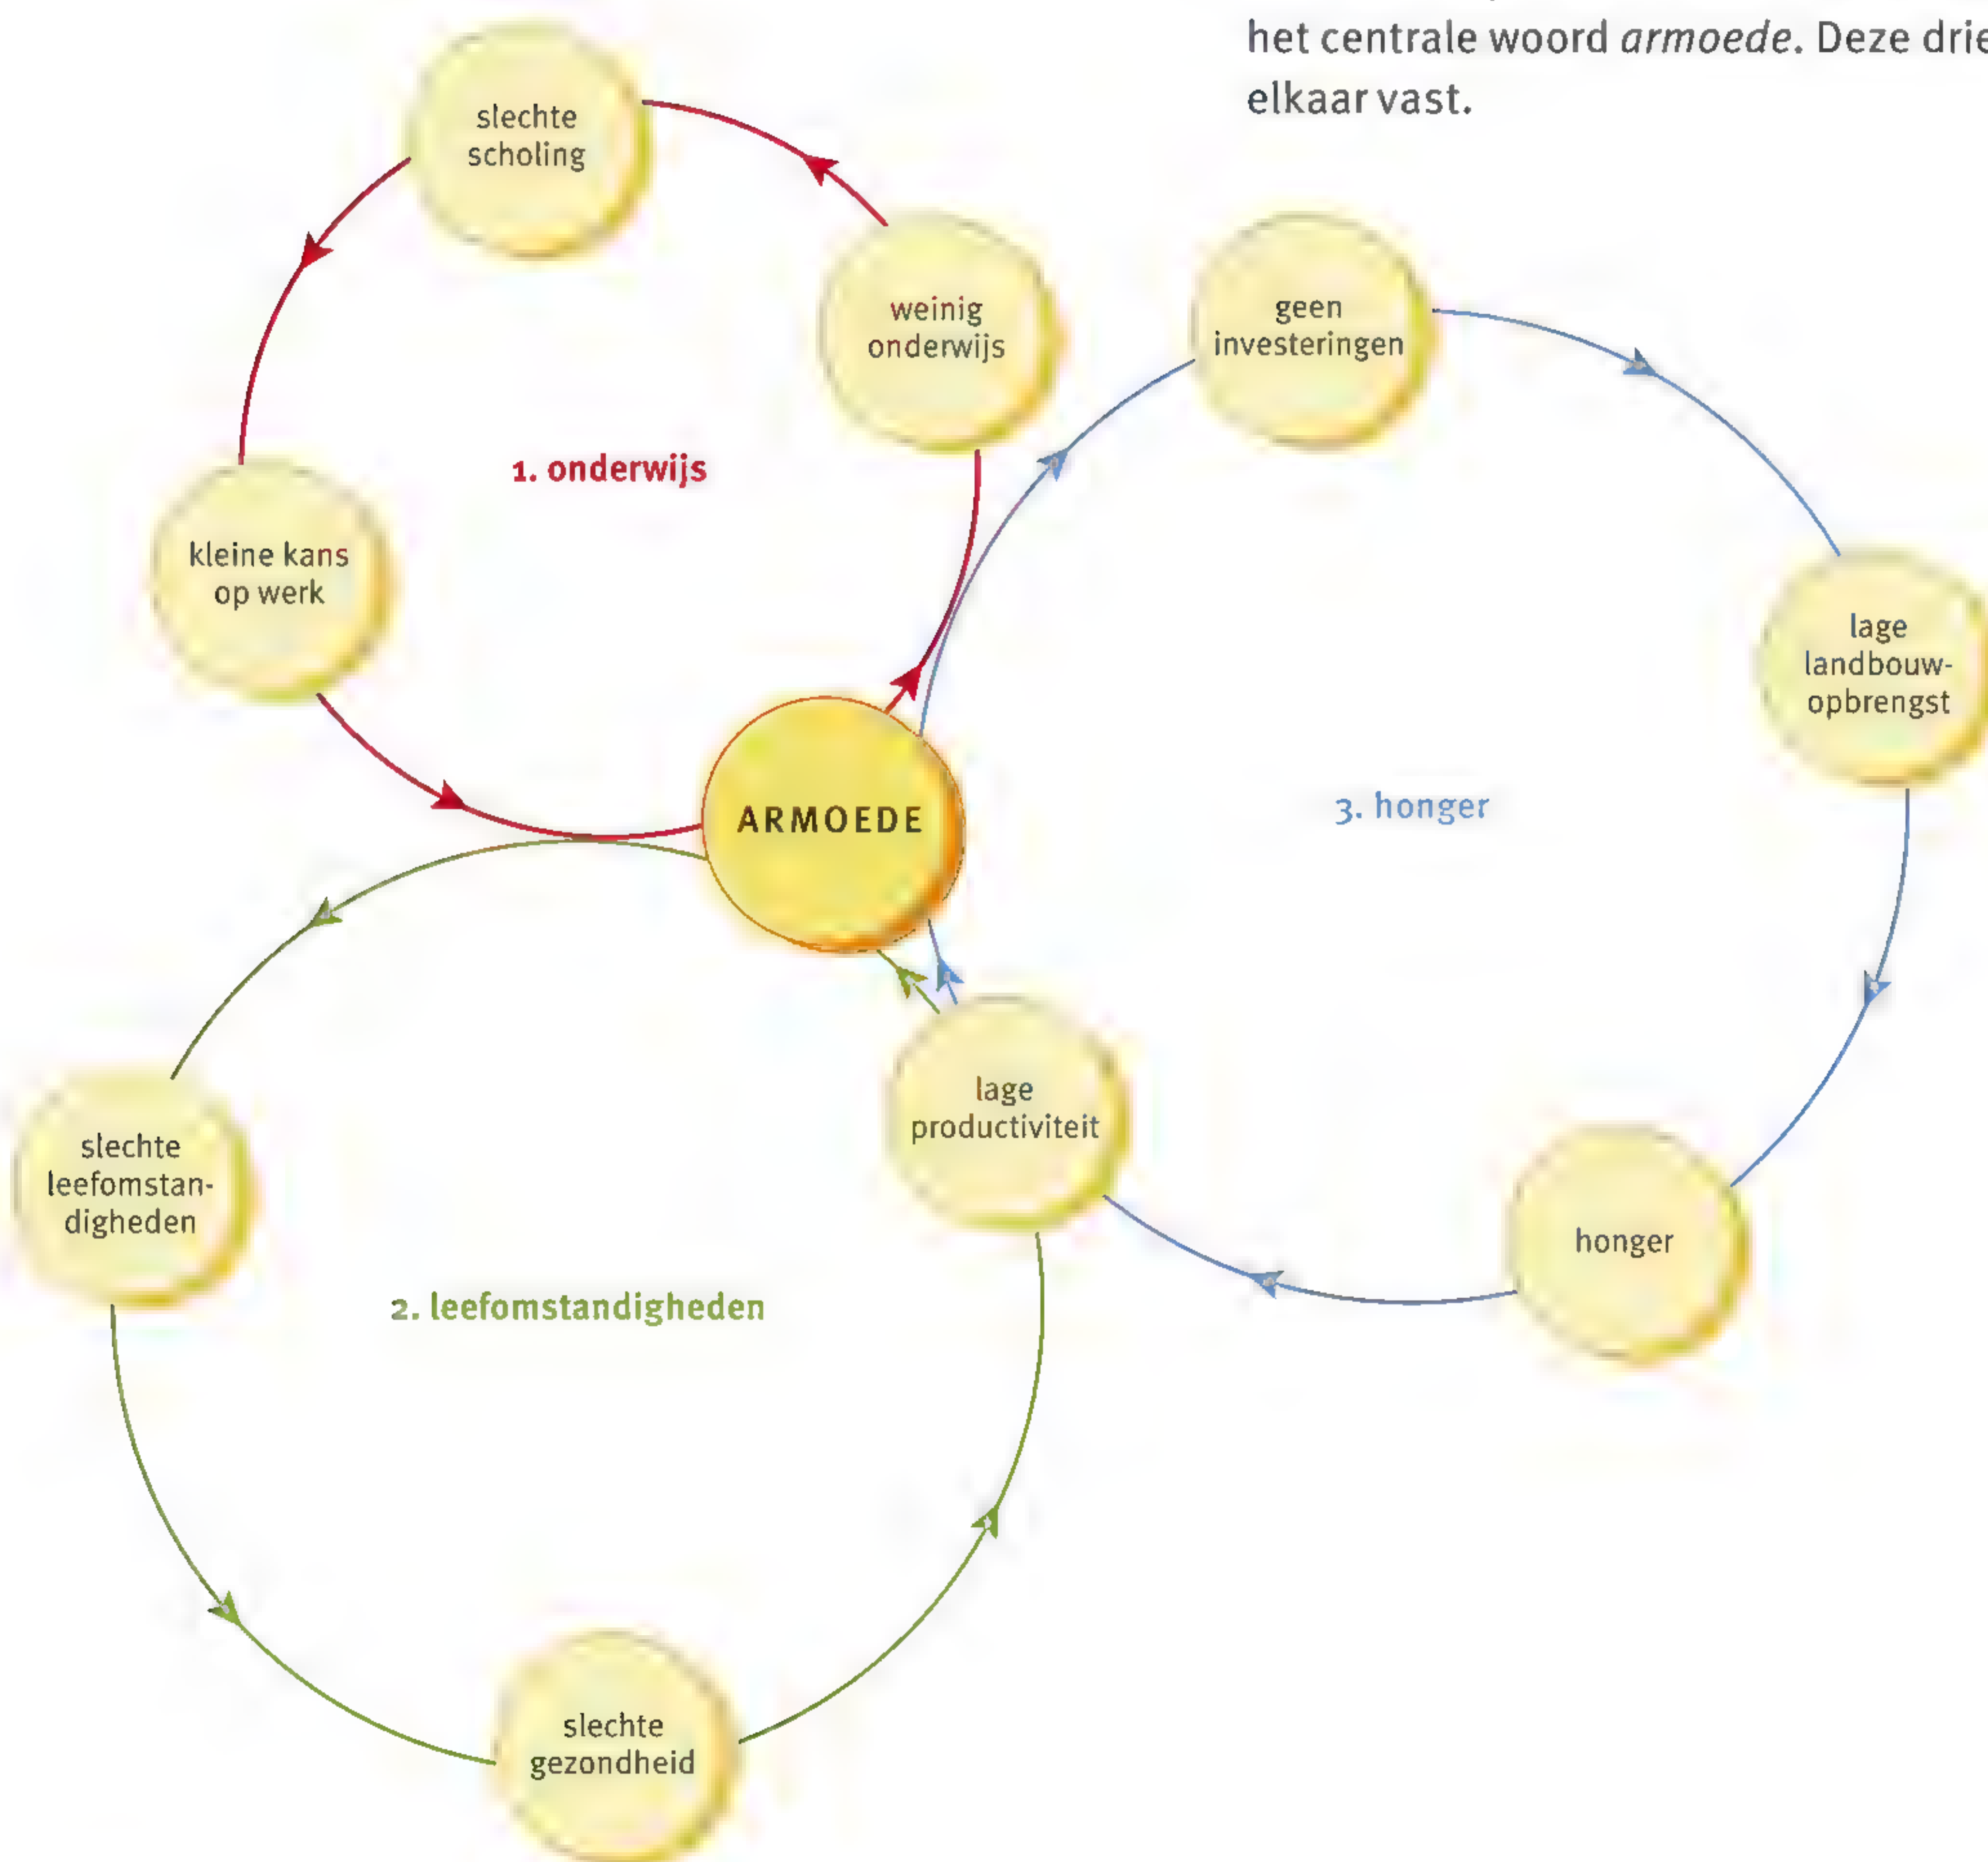 het centrale woord armoede. Deze drie
elkaar vast.
slechte
scholing
weinig
onderwijs
geen
investeringen
1. onderwijs
kleine kans
op werk
lage
landbouw-
opbrengst
ARMOEDE
3. honger
lage
productiviteit
slechte
leefomstan-
digheden
honger
2. leefomstandigheden
slechte
gezondheid